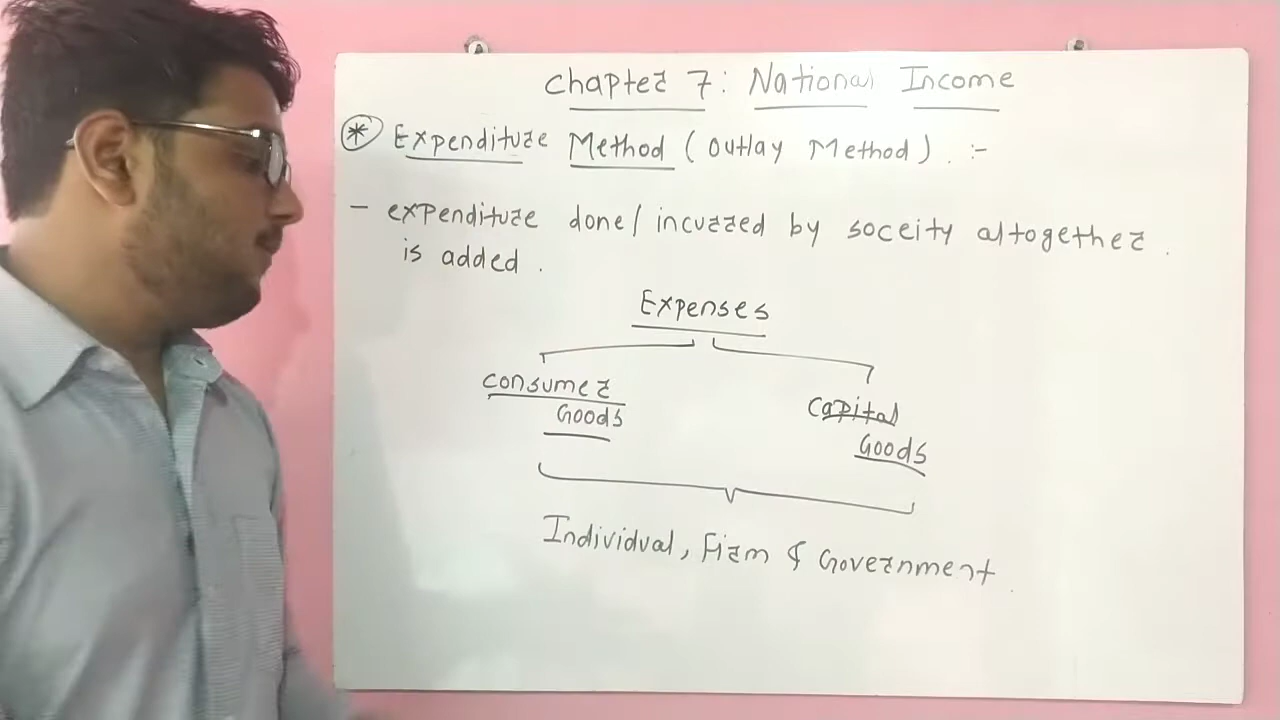 Chapter 7: National Income
* Expenditure Method (Outlay Method). :-
- expenditure done/incurred by soceity altogether.
is added.
Expenses
Consumer
Goods
Capital
Goods
Individual, Firm & Government.